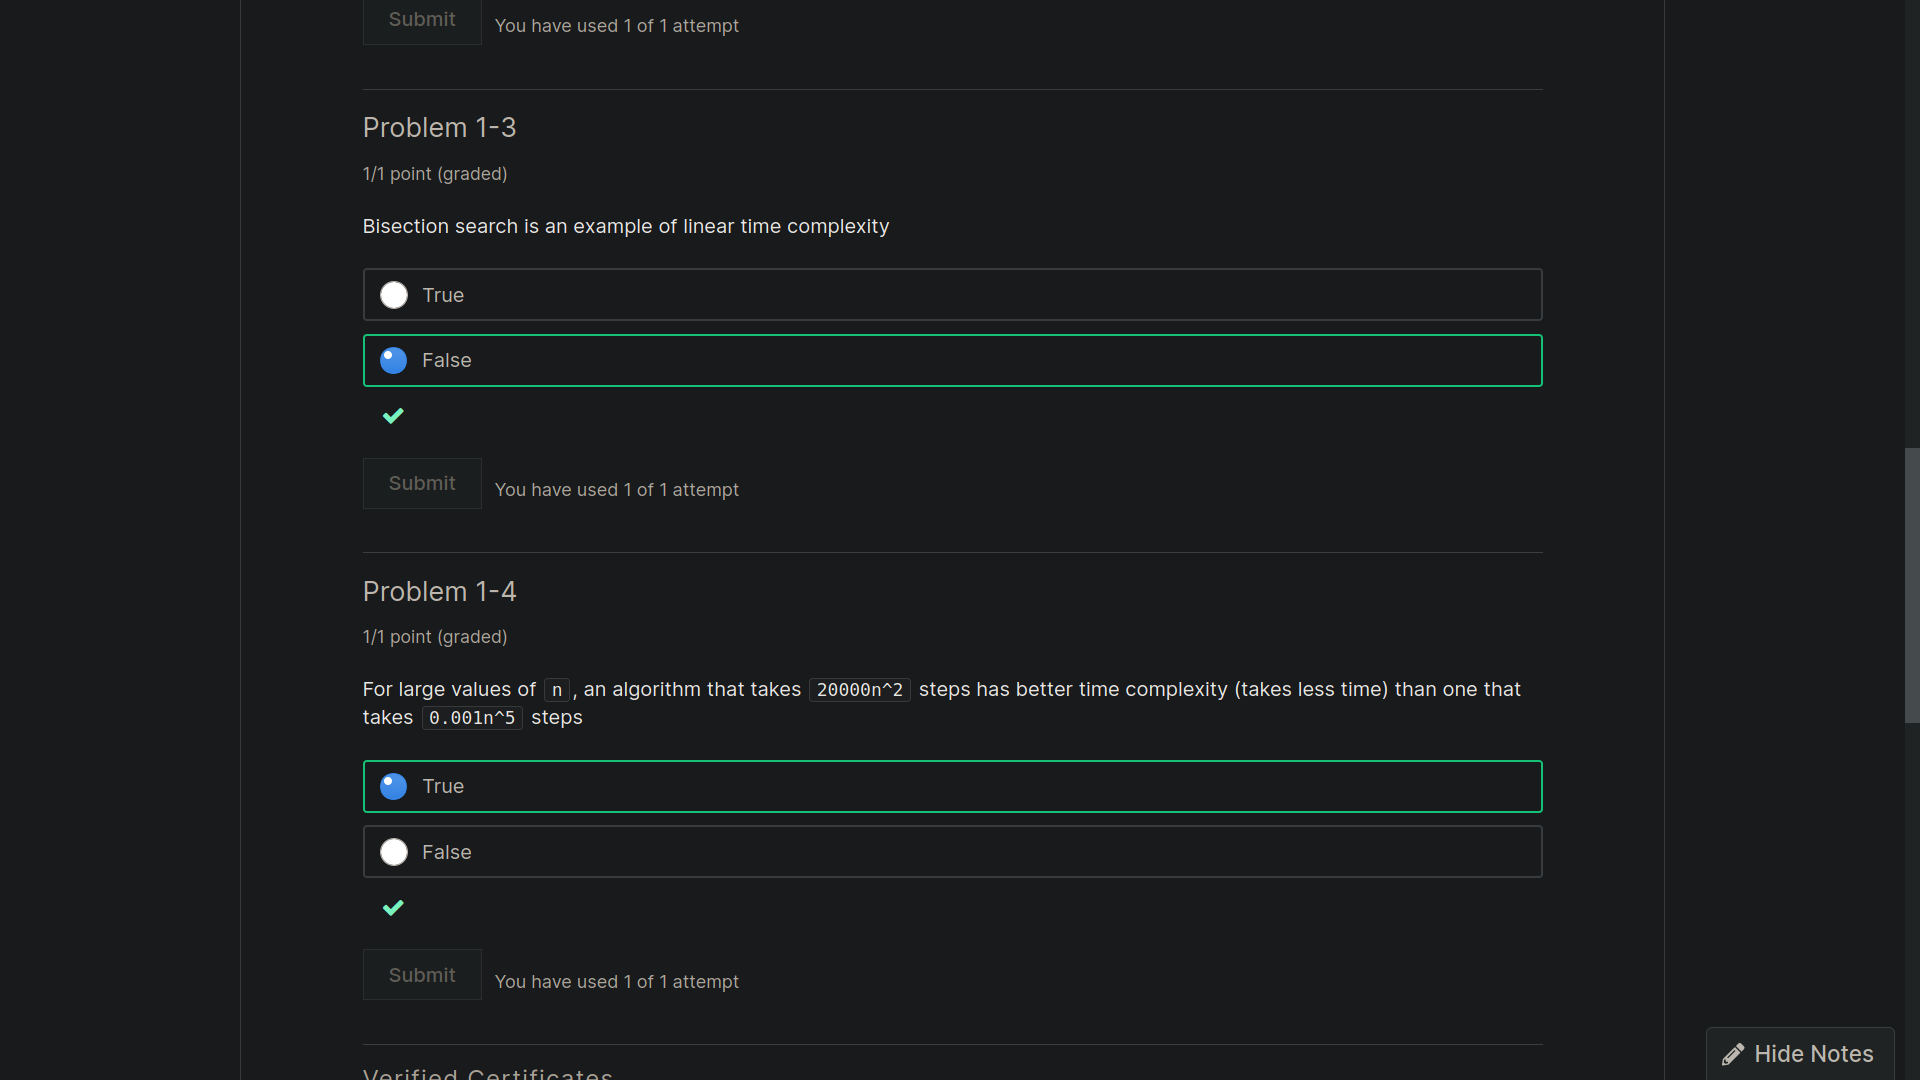 Submit
You have used 1 of 1 attempt
Problem 1-3
1/1 point (graded)
Bisection search is an example of linear time complexity
True
False
Submit
You have used 1 of 1 attempt
Problem 1-4
1/1 point (graded)
For large values of n, an algorithm that takes 20000n^2 steps has better time complexity (takes less time) than one that
takes 0.001n^5 steps
True
False
Submit
You have used 1 of 1 attempt
Hide Notes
Verified Certificates